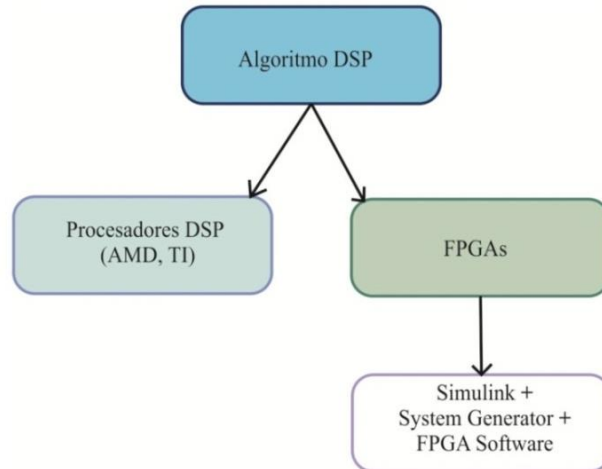 Algoritmo DSP
Procesadores DSP
(AMD, TI)
FPGAs
Simulink +
System Generator +
FPGA Software